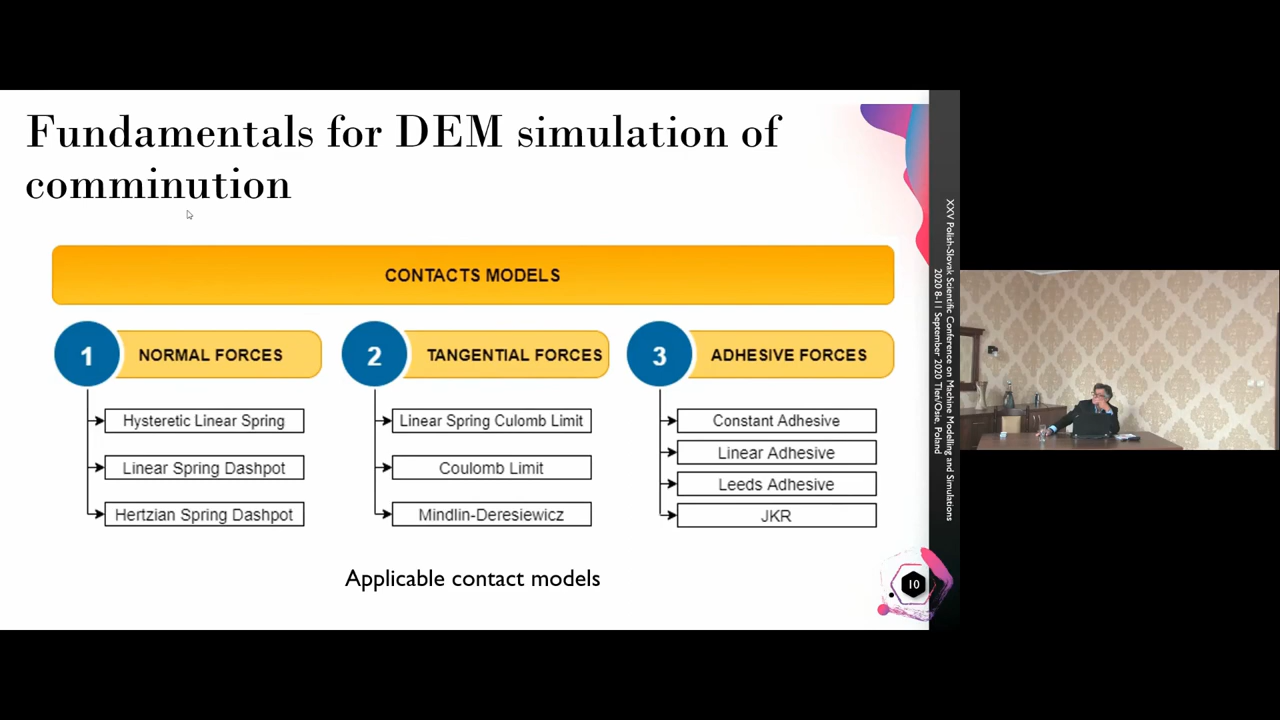 Fundamentals for DEM simulation of
comminution
CONTACTS MODELS
1
NORMAL FORCES
Hysteretic Linear Spring
Linear Spring Dashpot
Hertzian Spring Dashpot
2
TANGENTIAL FORCES
Linear Spring Culomb Limit
Coulomb Limit
Mindlin-Deresiewicz
3
ADHESIVE FORCES
Constant Adhesive
Linear Adhesive
Leeds Adhesive
JKR
Applicable contact models
10
XXV Polish-Slovak Scientific Conference on Machine Modelling and Simulations
2020 8-11 September 2020 Tleń/Osie, Poland